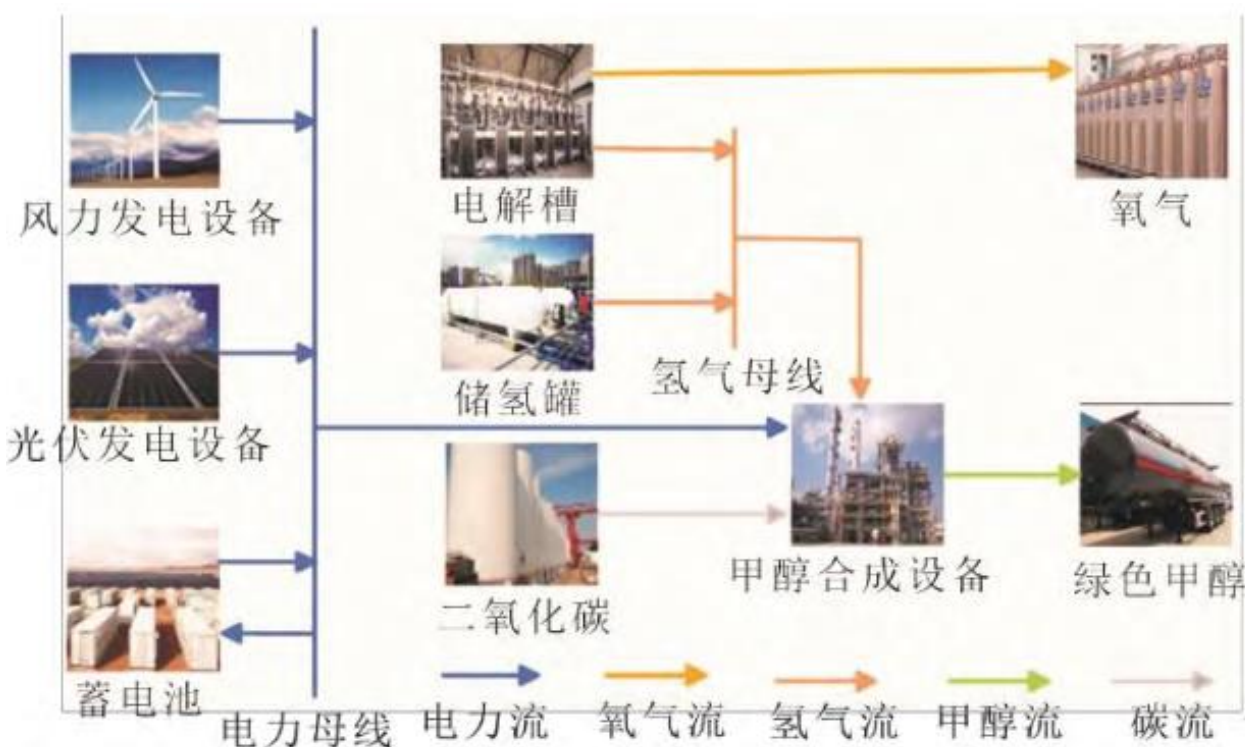 风力发电设备
电解槽
氧气
光伏发电设备
储氢罐
氢气母线
二氧化碳
甲醇合成设备
绿色甲醇
蓄电池
电力母线
电力流
氧气流
氢气流
甲醇流
碳流